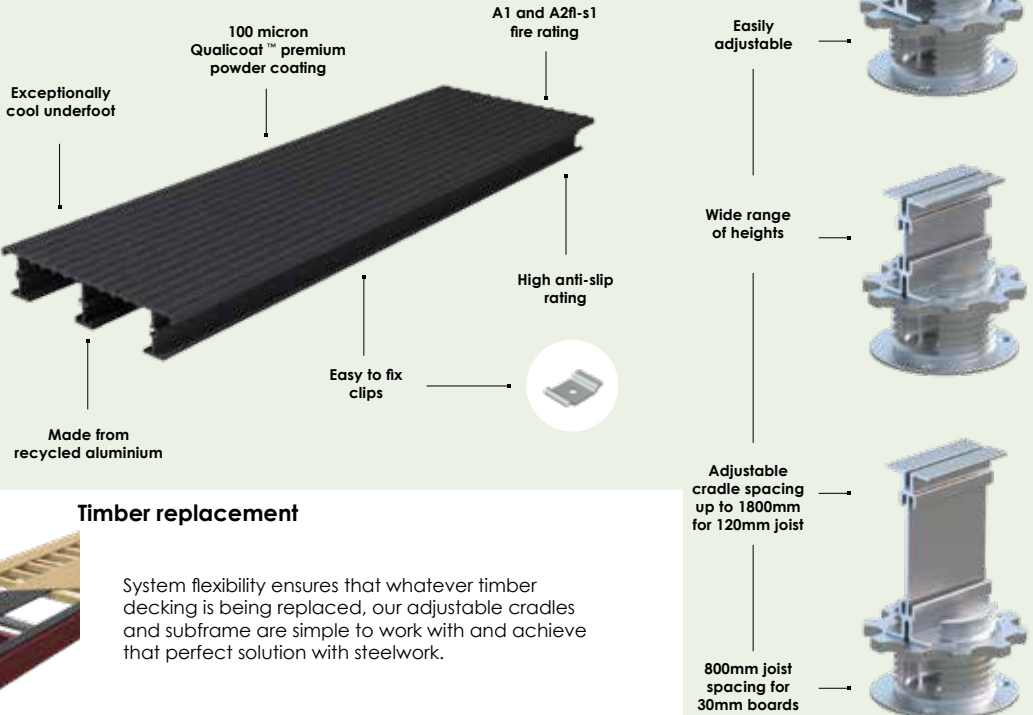 A1 and A2fl-s1
fire rating
100 micron
Qualicoat™ premium
powder coating
Exceptionally
cool underfoot
High anti-slip
rating
Easy to fix
clips
Made from
recycled aluminium
Easily
adjustable
Wide range
of heights
Adjustable
cradle spacing
up to 1800mm
for 120mm joist
800mm joist
spacing for
30mm boards
Timber replacement
System flexibility ensures that whatever timber
decking is being replaced, our adjustable cradles
and subframe are simple to work with and achieve
that perfect solution with steelwork.